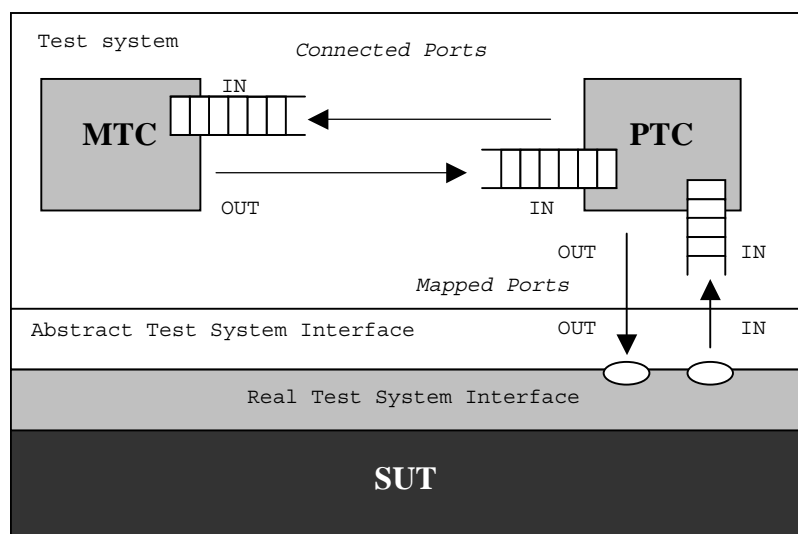 Test system
Connected Ports
IN
MTC
PTC
OUT
IN
OUT
IN
Mapped Ports
Abstract Test System Interface
OUT
IN
Real Test System Interface
SUT